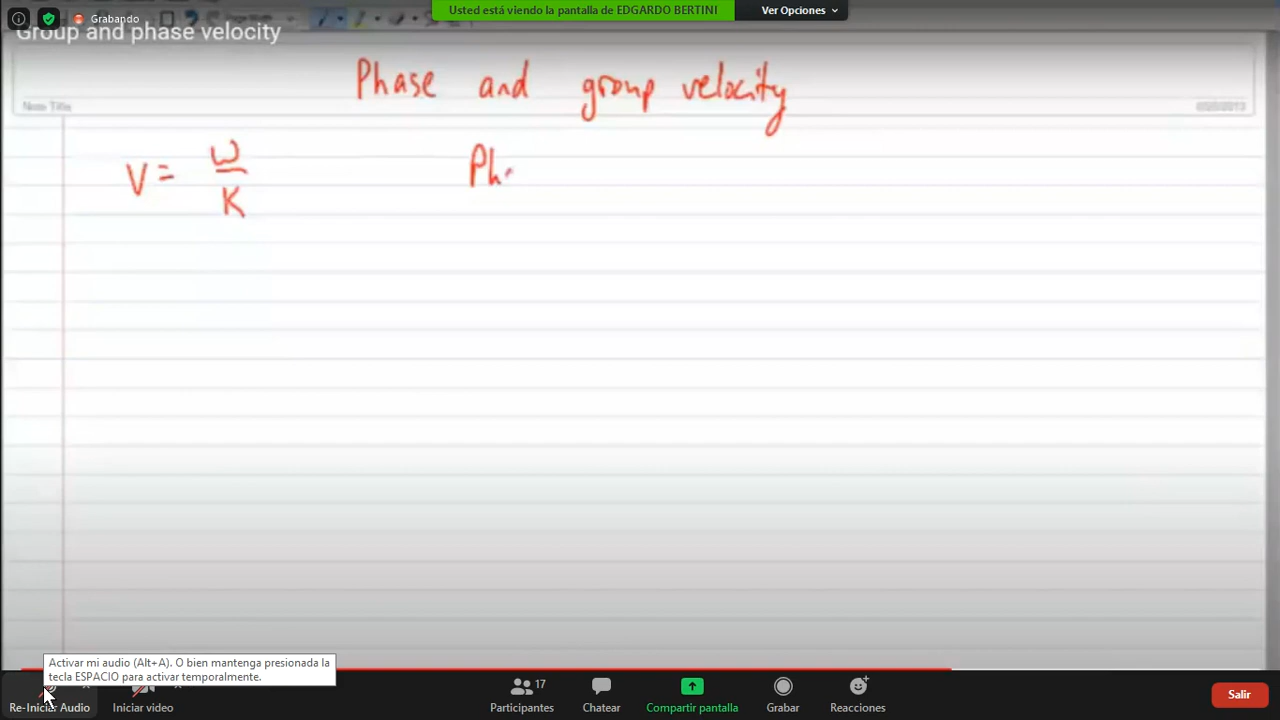 Usted está viendo la pantalla de EDGARDO BERTINI
Ver Opciones
Grabando
Group and phase velocity
Phase and group velocity
Note Title
V = ω/K
Ph
Activar mi audio (Alt+A). O bien mantenga presionada la
tecla ESPACIO para activar temporalmente.
Re-Iniciar Audio
Iniciar video
Participantes
17
Chatear
Compartir pantalla
Grabar
Reacciones
Salir